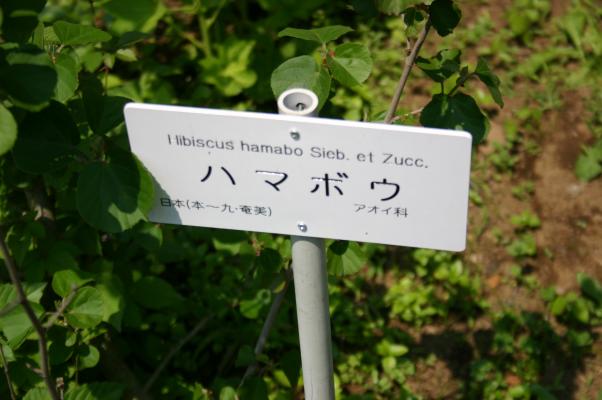 Hibiscus hamabo Sieb. et Zucc.
ハマボウ
日本(本〜九・奄美) アオイ科